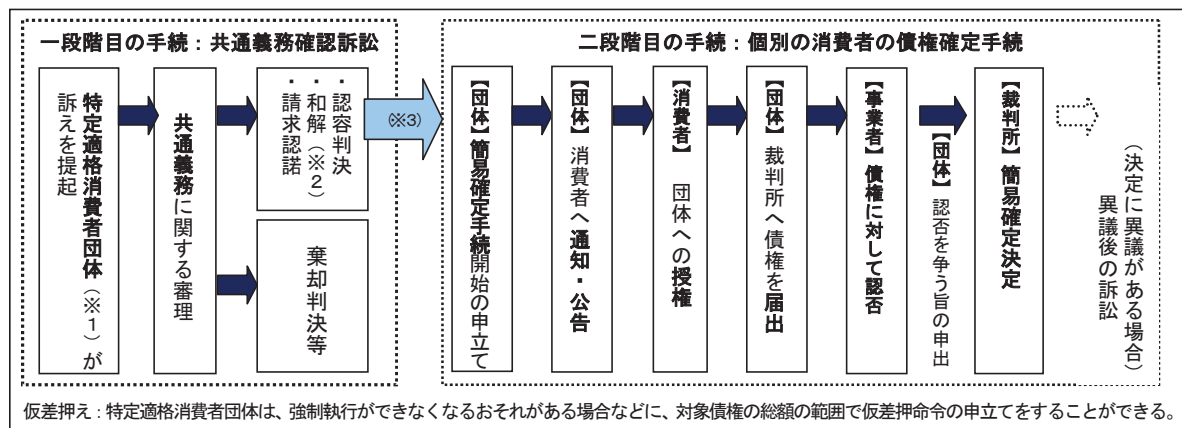 一段階目の手続：共通義務確認訴訟
特定適格消費者団体（※１）が
訴えを提起
共通義務に関する審理
・認容判決
・和解（※２）
請求認諾
棄却判決等
（※3）
二段階目の手続：個別の消費者の債権確定手続
【団体】簡易確定手続開始の申立て
【団体】消費者へ通知・公告
【消費者】　団体への授権
【団体】裁判所へ債権を届出
【事業者】債権に対して認否
【団体】認否を争う旨の申出
【裁判所】簡易確定決定
（決定に異議がある場合）
異議後の訴訟
仮差押え：特定適格消費者団体は、強制執行ができなくなるおそれがある場合などに、対象債権の総額の範囲で仮差押命令の申立てをすることができる。